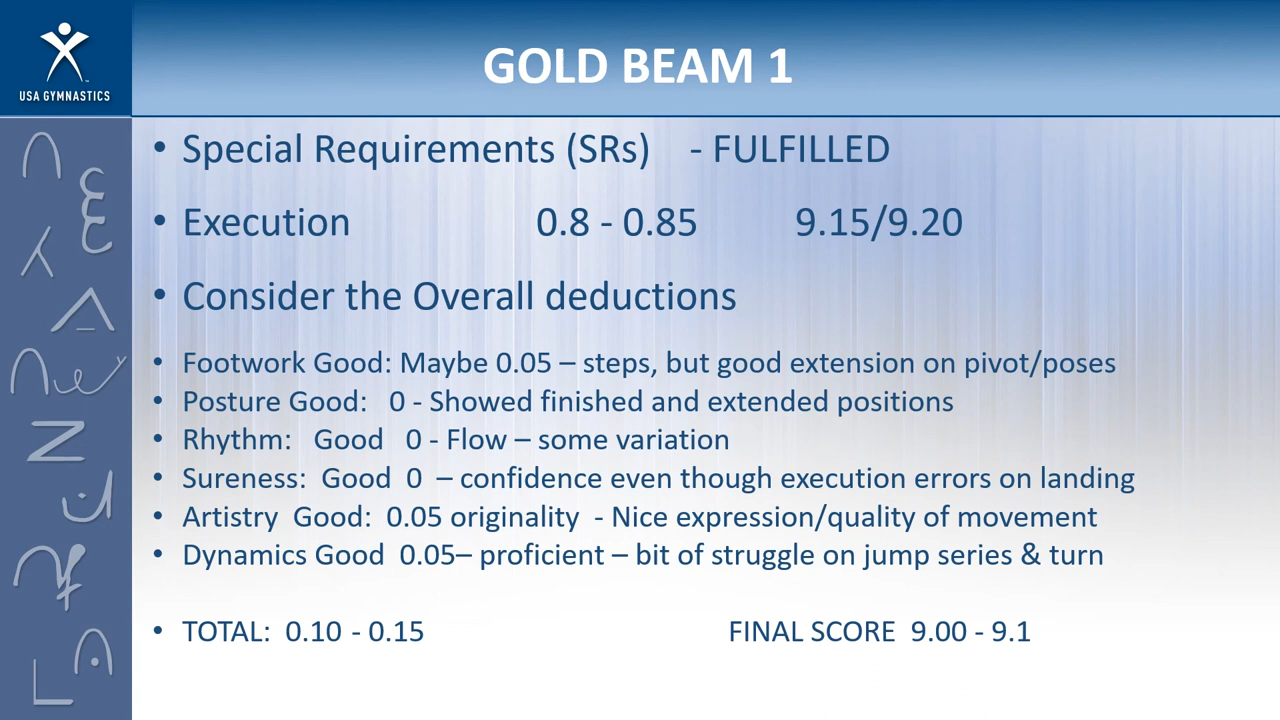 USA GYMNASTICS
GOLD BEAM 1
• Special Requirements (SRs) - FULFILLED
• Execution 0.8 - 0.85 9.15/9.20
• Consider the Overall deductions
• Footwork Good: Maybe 0.05 – steps, but good extension on pivot/poses
• Posture Good: 0 - Showed finished and extended positions
• Rhythm: Good 0 - Flow – some variation
• Sureness: Good 0 – confidence even though execution errors on landing
• Artistry Good: 0.05 originality - Nice expression/quality of movement
• Dynamics Good 0.05– proficient – bit of struggle on jump series & turn
• TOTAL: 0.10 - 0.15 FINAL SCORE 9.00 - 9.1